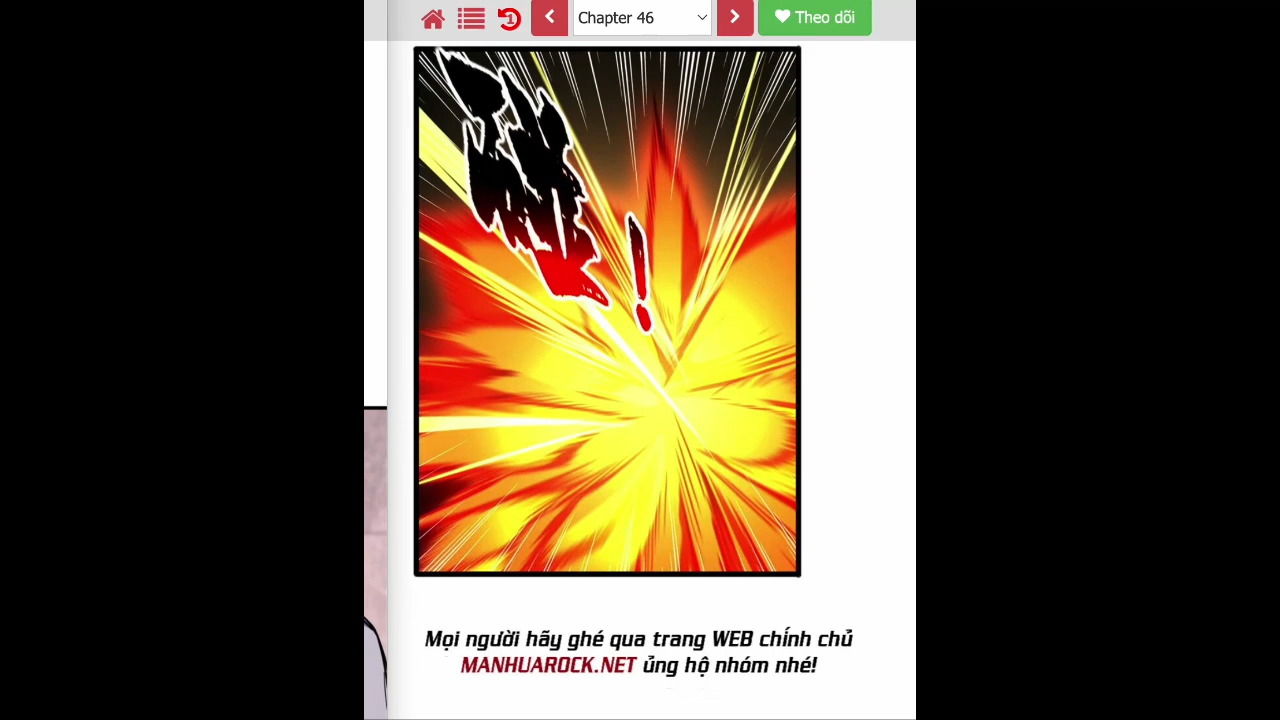 1
Chapter 46
Theo dõi
!
Mọi người hãy ghé qua trang WEB chính chủ
MANHUAROCK.NET ủng hộ nhóm nhé!